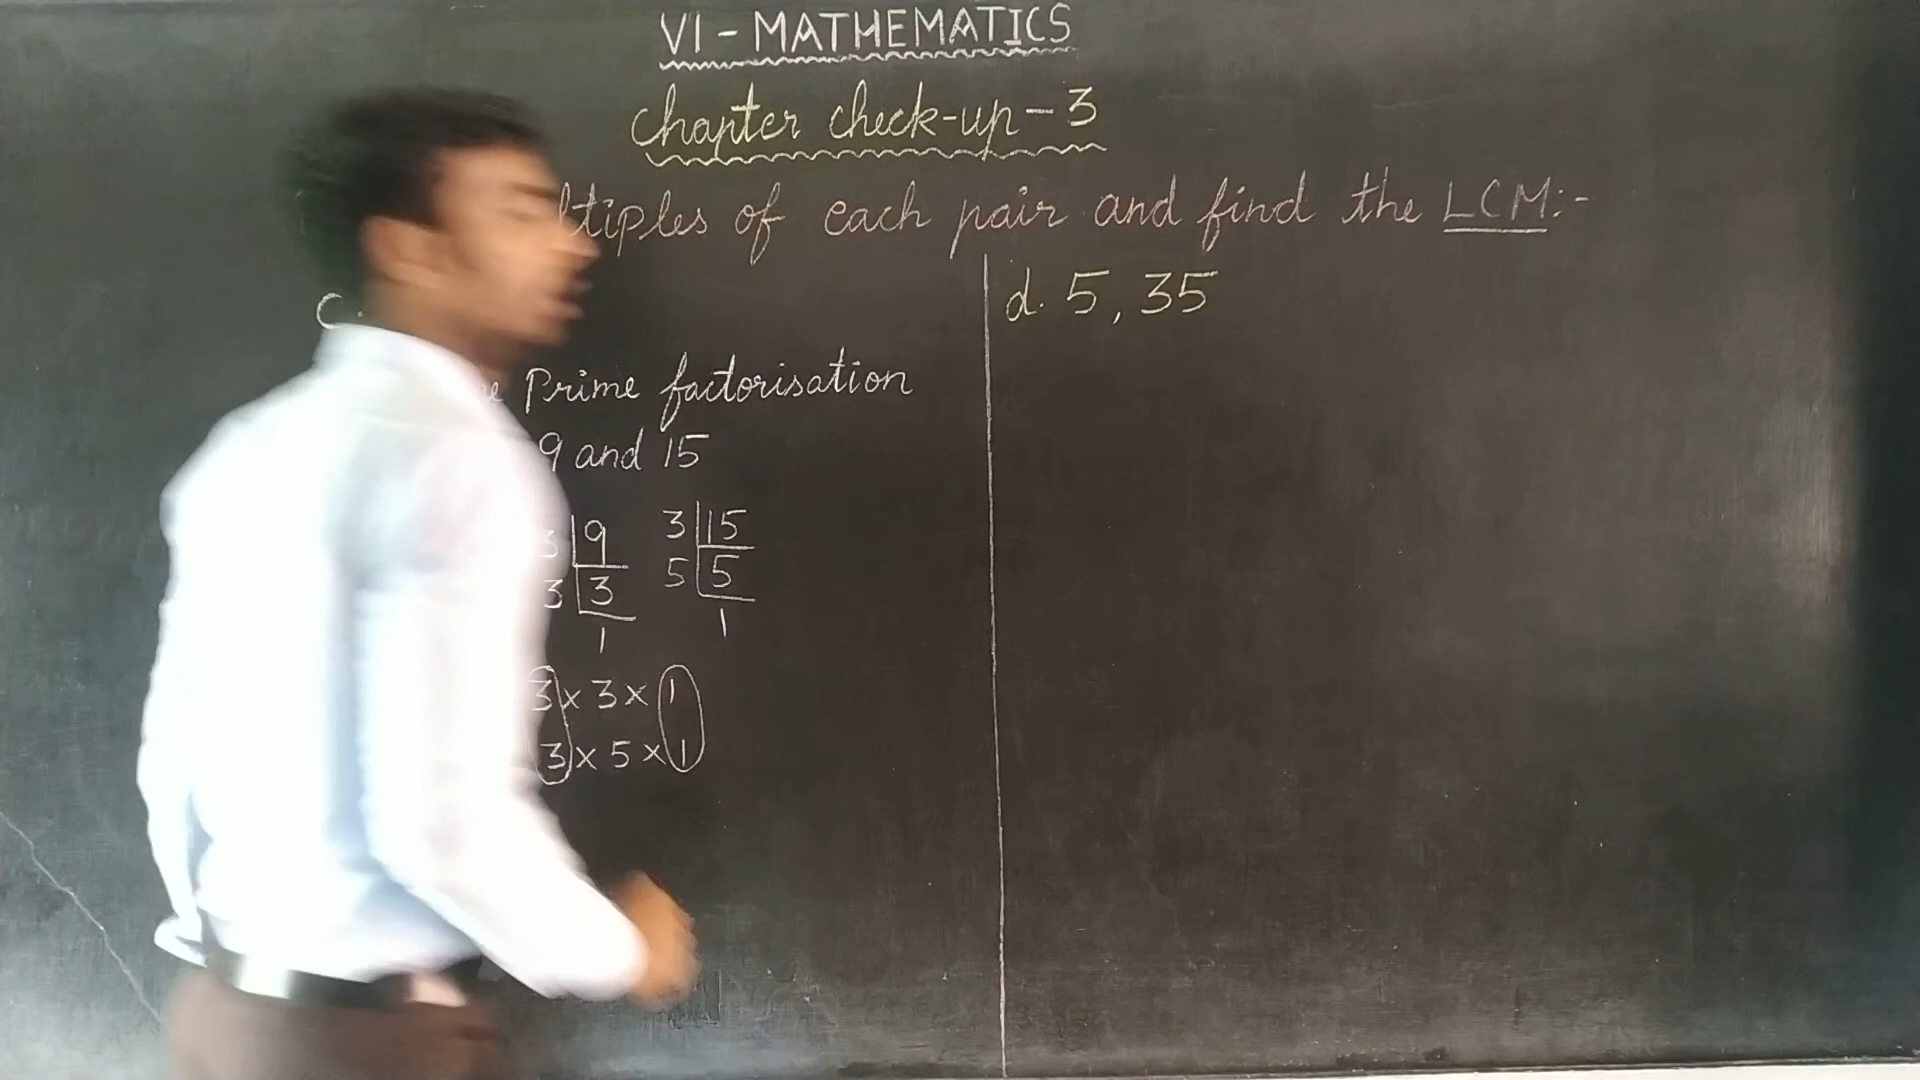 VI - MATHEMATICS
Chapter check-up - 3
ltiples of each pair and find the LCM:-
c.
d. 5, 35
Prime factorisation
9 and 15
3 | 9
3 | 3
1
3 | 15
5 | 5
1
3 x 3 x 1
3 x 5 x 1